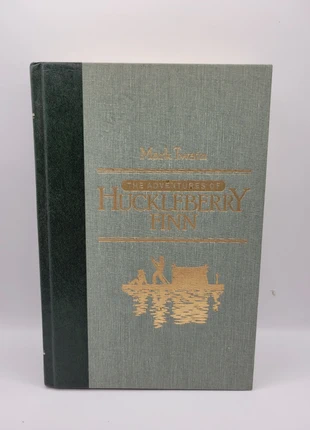 Mark Twain
THE ADVENTURES OF
HUCKLEBERRY
FINN